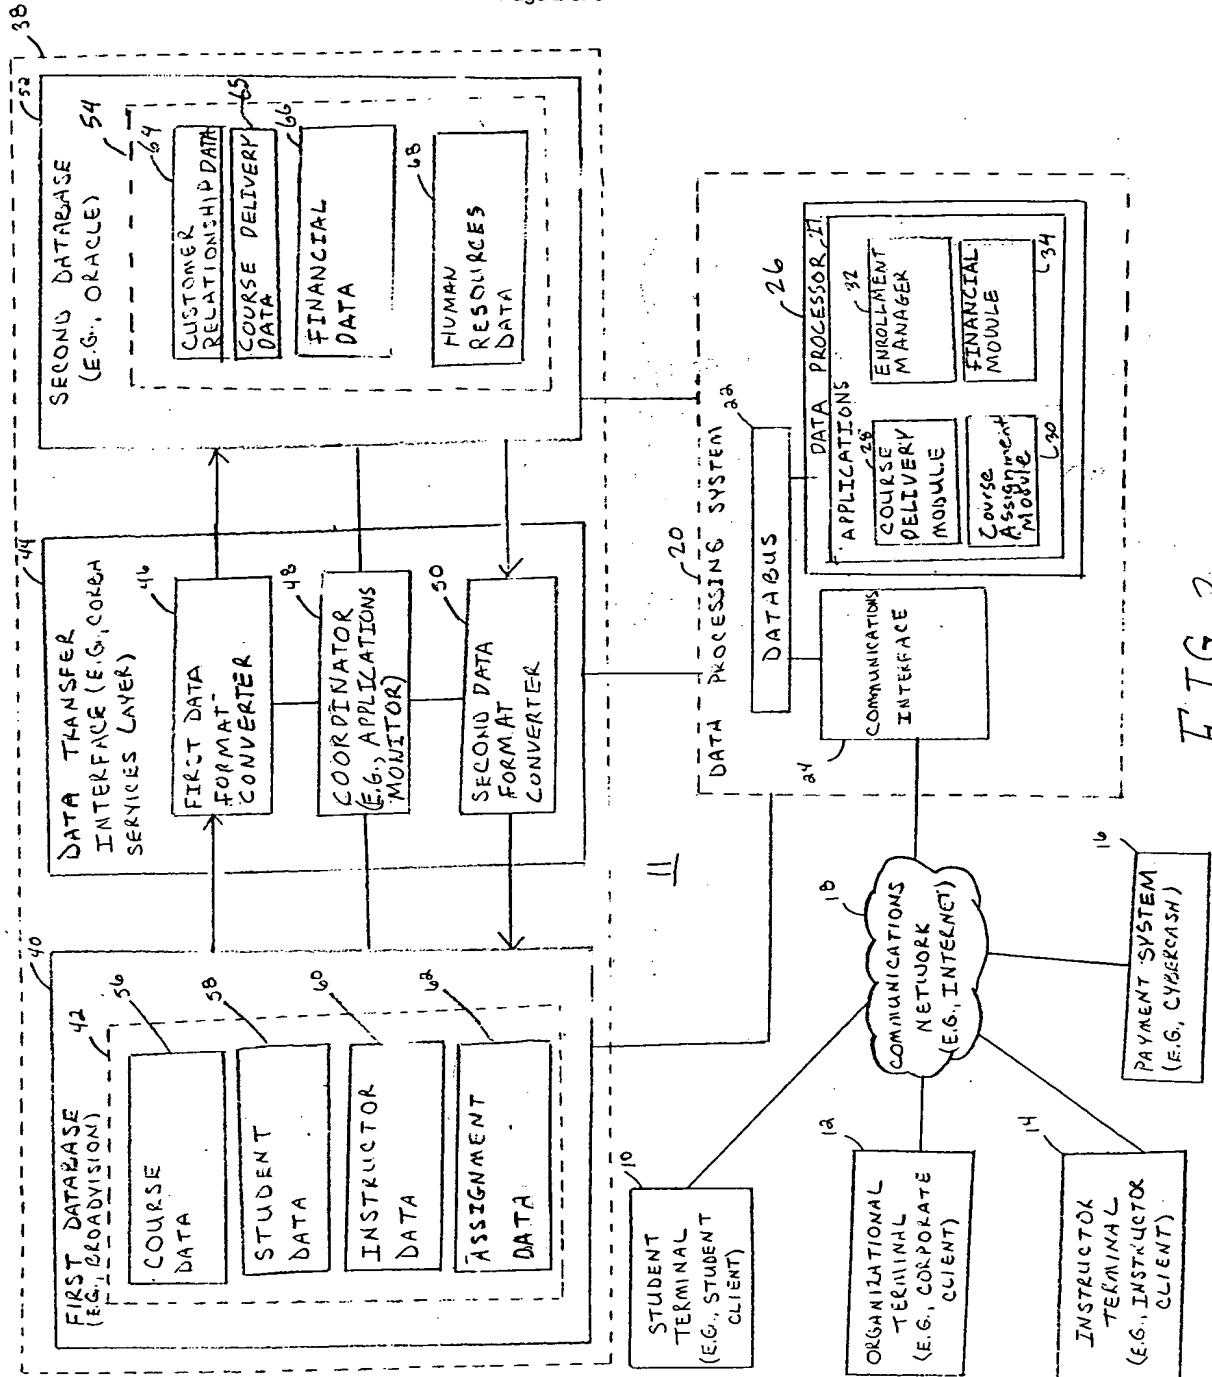 38
FIRST DATABASE
(E.G., BROADVISION)
40
42
COURSE
DATA
56
STUDENT
DATA
58
INSTRUCTOR
DATA
60
ASSIGNMENT
DATA
62
DATA TRANSFER
INTERFACE (E.G., CORBA
SERVICES LAYER)
44
FIRST DATA
FORMAT
CONVERTER
46
COORDINATOR
(E.G., APPLICATIONS
MONITOR)
48
SECOND DATA
FORMAT
CONVERTER
50
SECOND DATABASE
(E.G., ORACLE)
52
54
CUSTOMER
RELATIONSHIP DATA
64
COURSE DELIVERY
DATA
65
FINANCIAL
DATA
66
HUMAN
RESOURCES
DATA
68
11
STUDENT
TERMINAL
(E.G., STUDENT
CLIENT)
10
ORGANIZATIONAL
TERMINAL
(E.G., CORPORATE
CLIENT)
12
INSTRUCTOR
TERMINAL
(E.G., INSTRUCTOR
CLIENT)
14
COMMUNICATIONS
NETWORK
(E.G., INTERNET)
18
PAYMENT SYSTEM
(E.G., CYBERCASH)
16
DATA PROCESSING SYSTEM
20
DATABUS
22
COMMUNICATIONS
INTERFACE
24
DATA PROCESSOR
26
APPLICATIONS
COURSE
DELIVERY
MODULE
28
Course
Assignment
Module
30
ENROLLMENT
MANAGER
32
FINANCIAL
MODULE
34